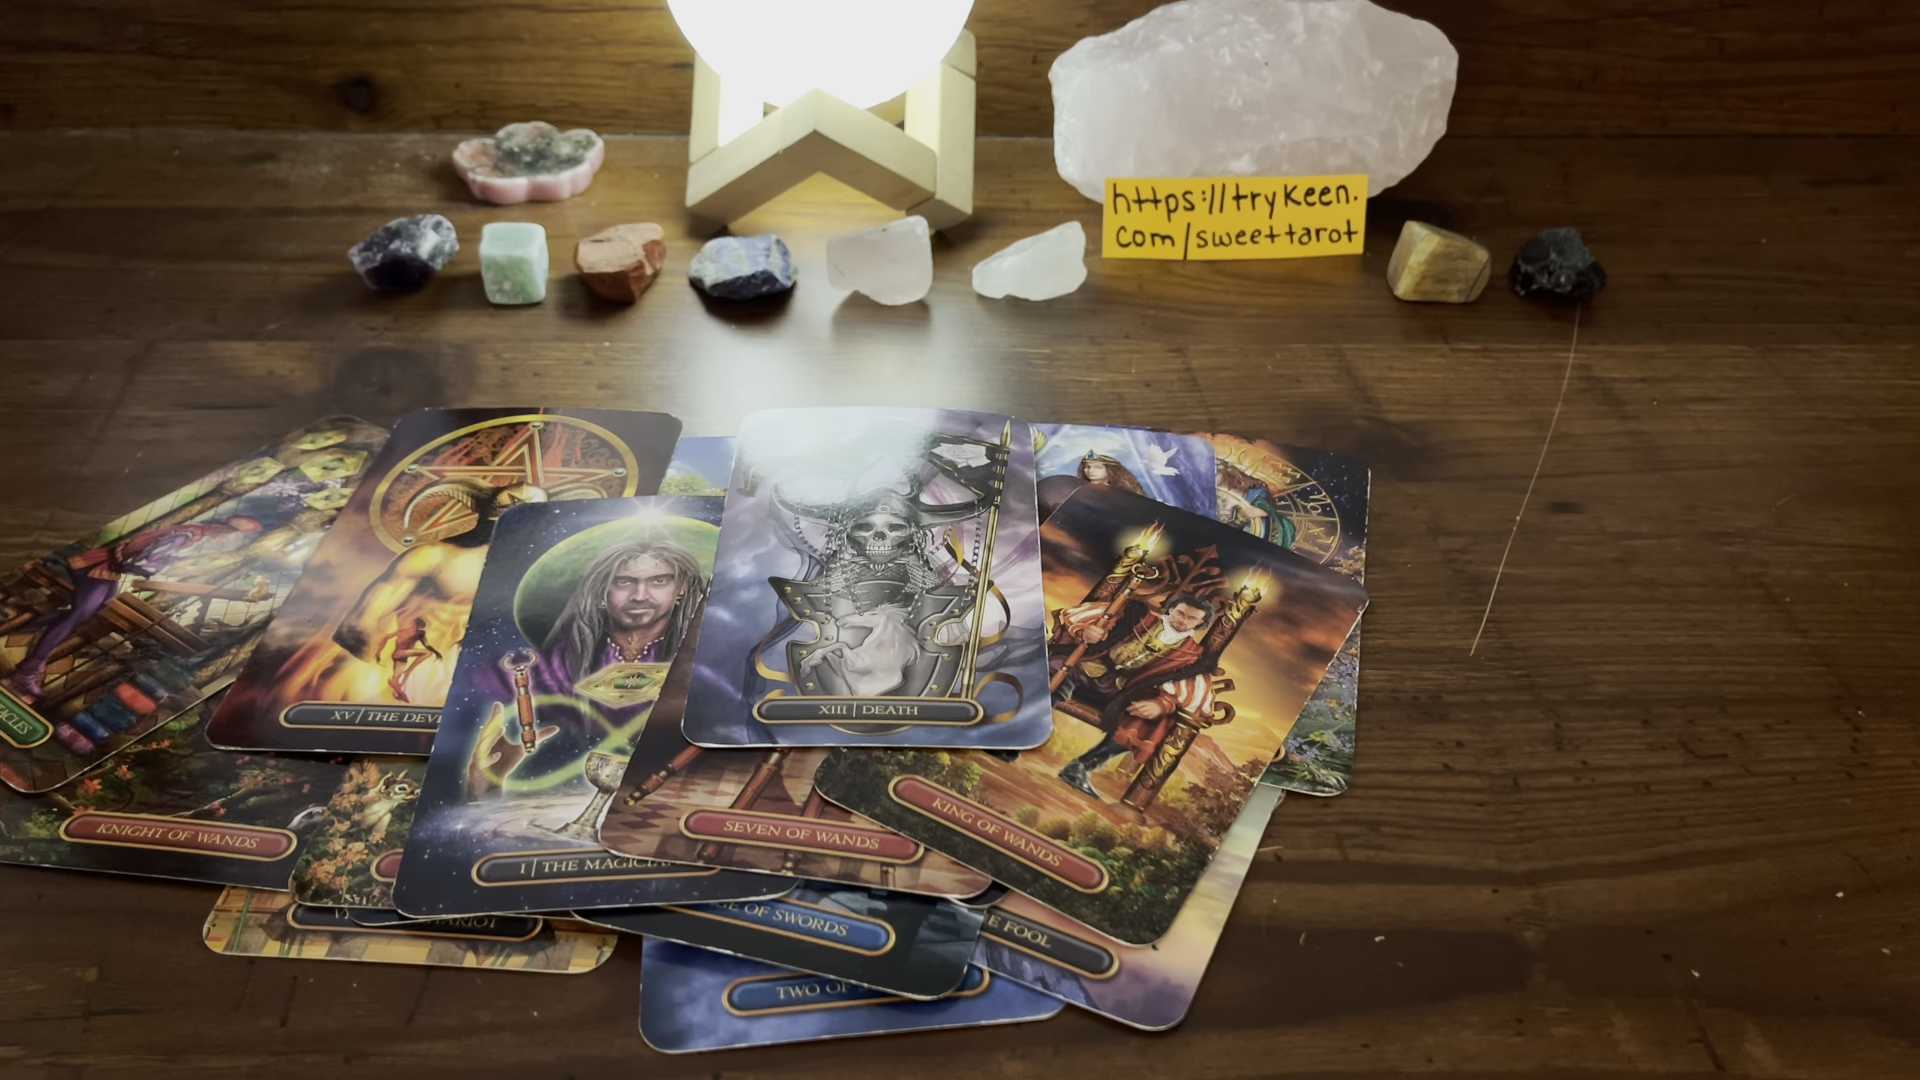 https://trykeen.
com/sweettarot
XV | THE DEVI
XIII | DEATH
KNIGHT OF WANDS
SEVEN OF WANDS
KING OF WANDS
I | THE MAGICIA
OF SWORDS
FOOL
TWO OF